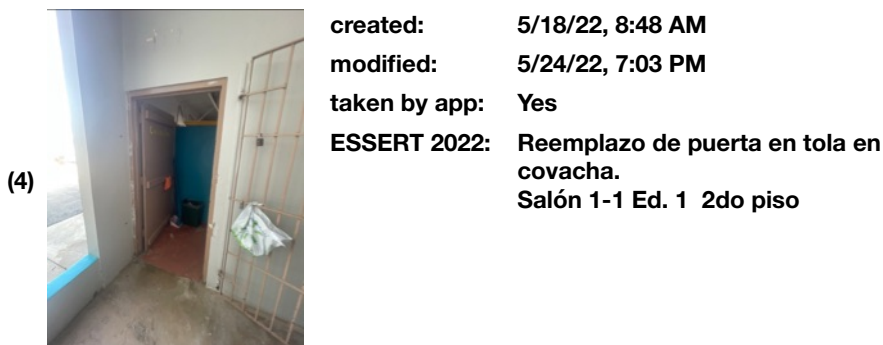 created: 5/18/22, 8:48 AM
modified: 5/24/22, 7:03 PM
taken by app: Yes
ESSERT 2022: Reemplazo de puerta en tola en
covacha.
(4)
Salón 1-1 Ed. 1 2do piso